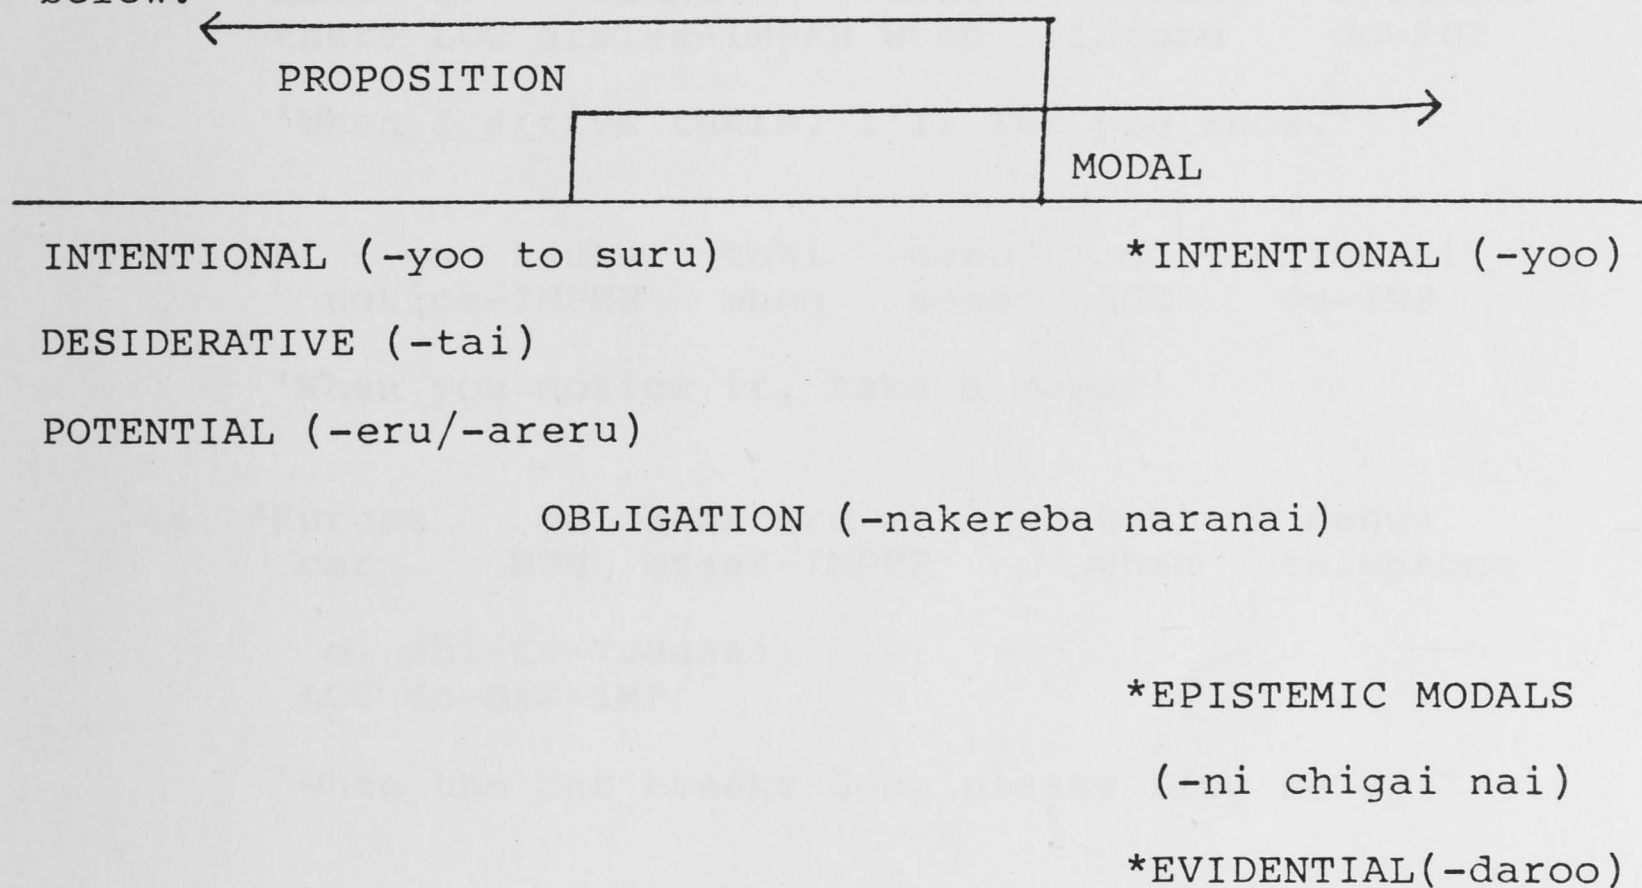 below.
PROPOSITION
MODAL
INTENTIONAL (-yoo to suru) *INTENTIONAL (-yoo)
DESIDERATIVE (-tai)
POTENTIAL (-eru/-areru)
OBLIGATION (-nakereba naranai)
*EPISTEMIC MODALS
(-ni chigai nai)
*EVIDENTIAL(-daroo)